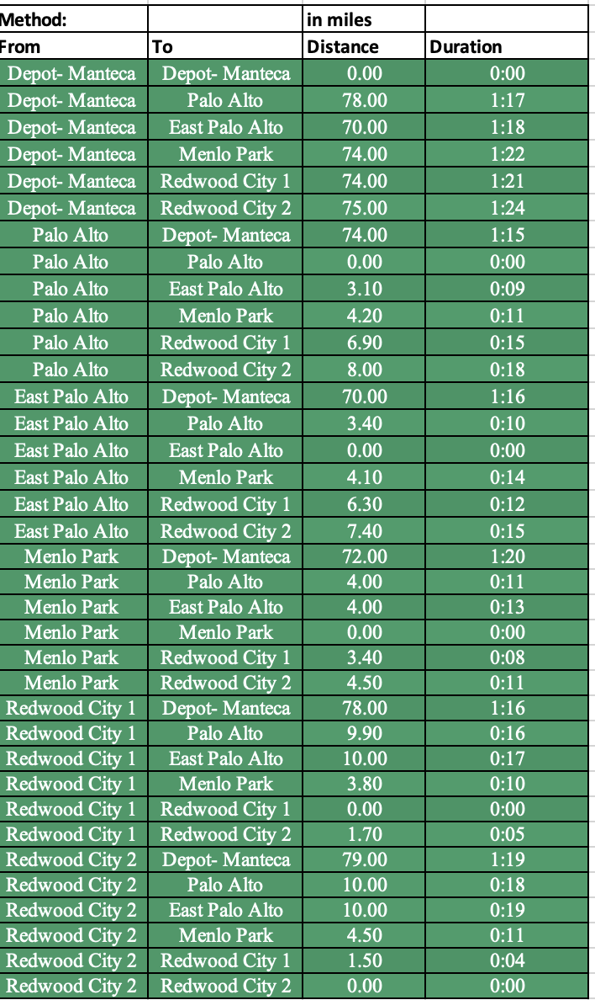 Method: in miles
From To Distance Duration
Depot- Manteca Depot- Manteca 0.00 0:00
Depot- Manteca Palo Alto 78.00 1:17
Depot- Manteca East Palo Alto 70.00 1:18
Depot- Manteca Menlo Park 74.00 1:22
Depot- Manteca Redwood City 1 74.00 1:21
Depot- Manteca Redwood City 2 75.00 1:24
Palo Alto Depot- Manteca 74.00 1:15
Palo Alto Palo Alto 0.00 0:00
Palo Alto East Palo Alto 3.10 0:09
Palo Alto Menlo Park 4.20 0:11
Palo Alto Redwood City 1 6.90 0:15
Palo Alto Redwood City 2 8.00 0:18
East Palo Alto Depot- Manteca 70.00 1:16
East Palo Alto Palo Alto 3.40 0:10
East Palo Alto East Palo Alto 0.00 0:00
East Palo Alto Menlo Park 4.10 0:14
East Palo Alto Redwood City 1 6.30 0:12
East Palo Alto Redwood City 2 7.40 0:15
Menlo Park Depot- Manteca 72.00 1:20
Menlo Park Palo Alto 4.00 0:11
Menlo Park East Palo Alto 4.00 0:13
Menlo Park Menlo Park 0.00 0:00
Menlo Park Redwood City 1 3.40 0:08
Menlo Park Redwood City 2 4.50 0:11
Redwood City 1 Depot- Manteca 78.00 1:16
Redwood City 1 Palo Alto 9.90 0:16
Redwood City 1 East Palo Alto 10.00 0:17
Redwood City 1 Menlo Park 3.80 0:10
Redwood City 1 Redwood City 1 0.00 0:00
Redwood City 1 Redwood City 2 1.70 0:05
Redwood City 2 Depot- Manteca 79.00 1:19
Redwood City 2 Palo Alto 10.00 0:18
Redwood City 2 East Palo Alto 10.00 0:19
Redwood City 2 Menlo Park 4.50 0:11
Redwood City 2 Redwood City 1 1.50 0:04
Redwood City 2 Redwood City 2 0.00 0:00